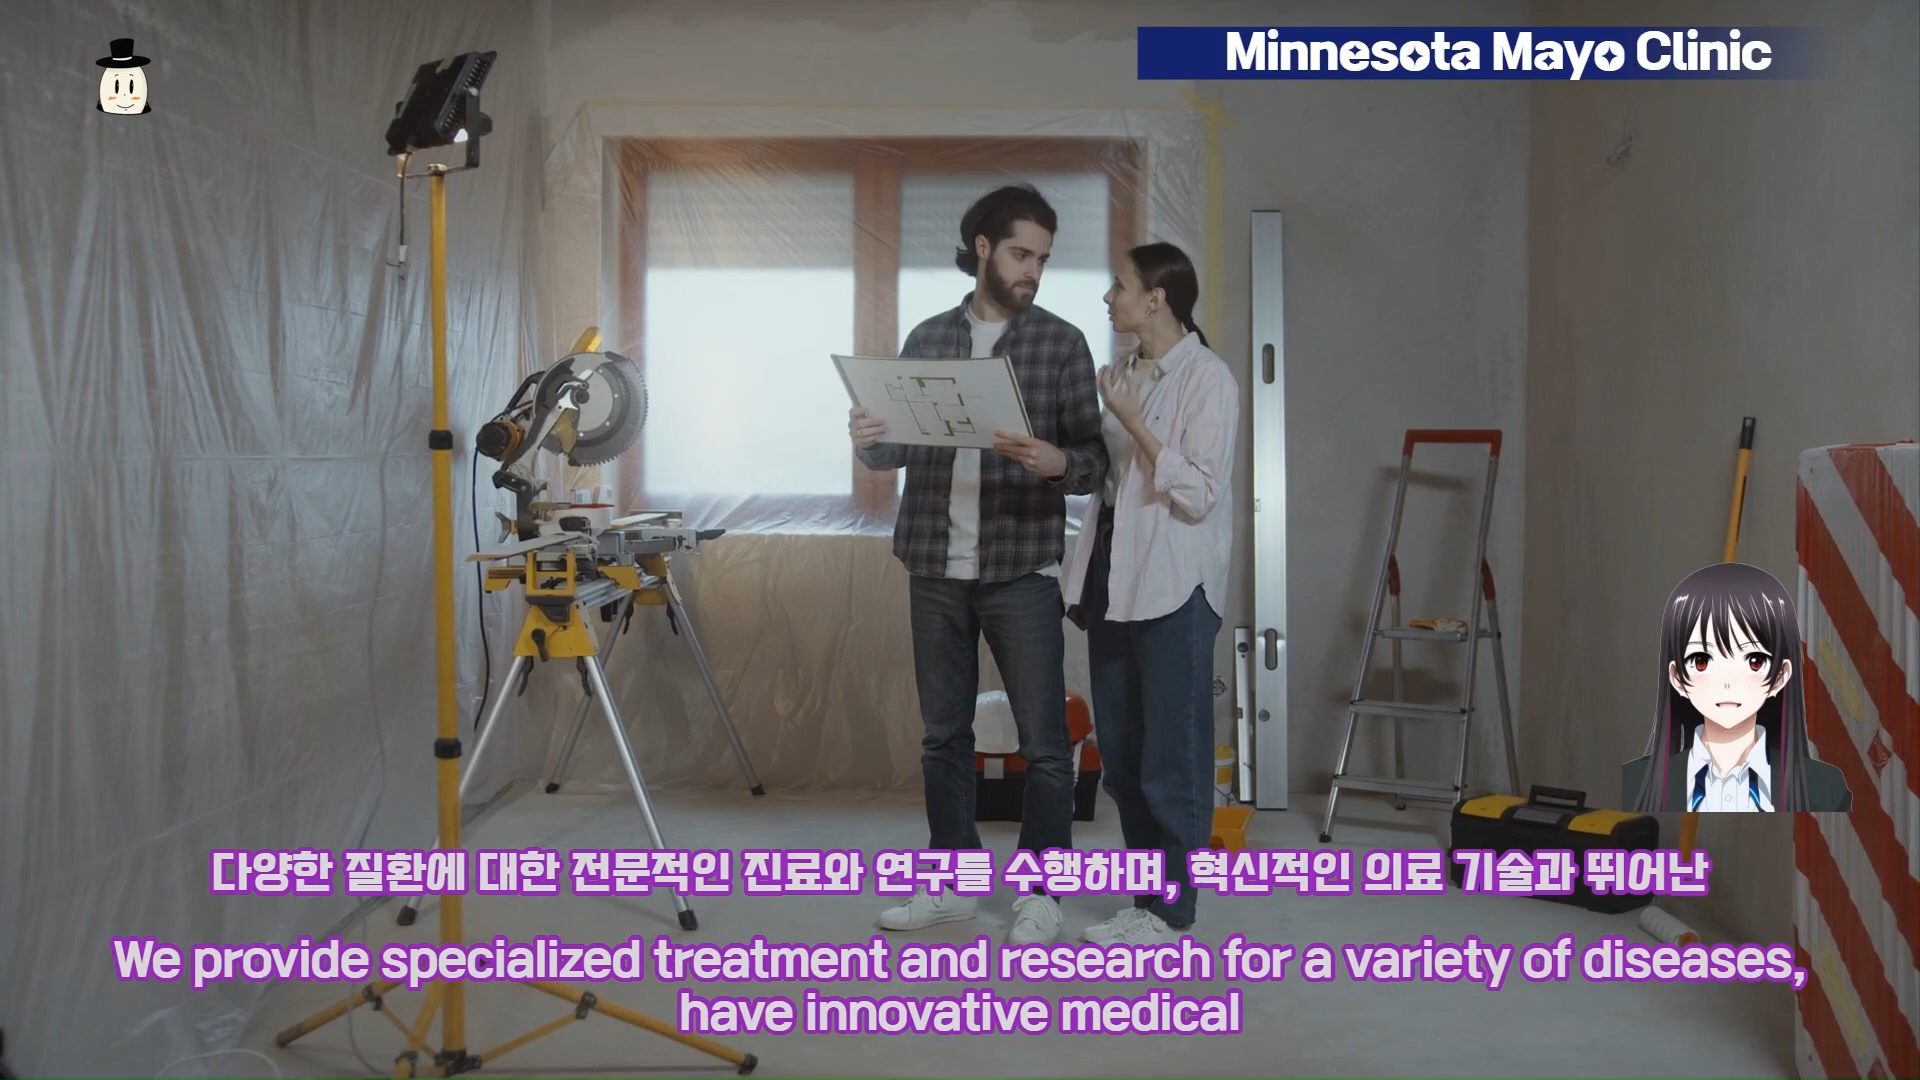 Minnesota Mayo Clinic
다양한 질환에 대한 전문적인 진료와 연구를 수행하며, 혁신적인 의료 기술과 뛰어난
We provide specialized treatment and research for a variety of diseases,
have innovative medical